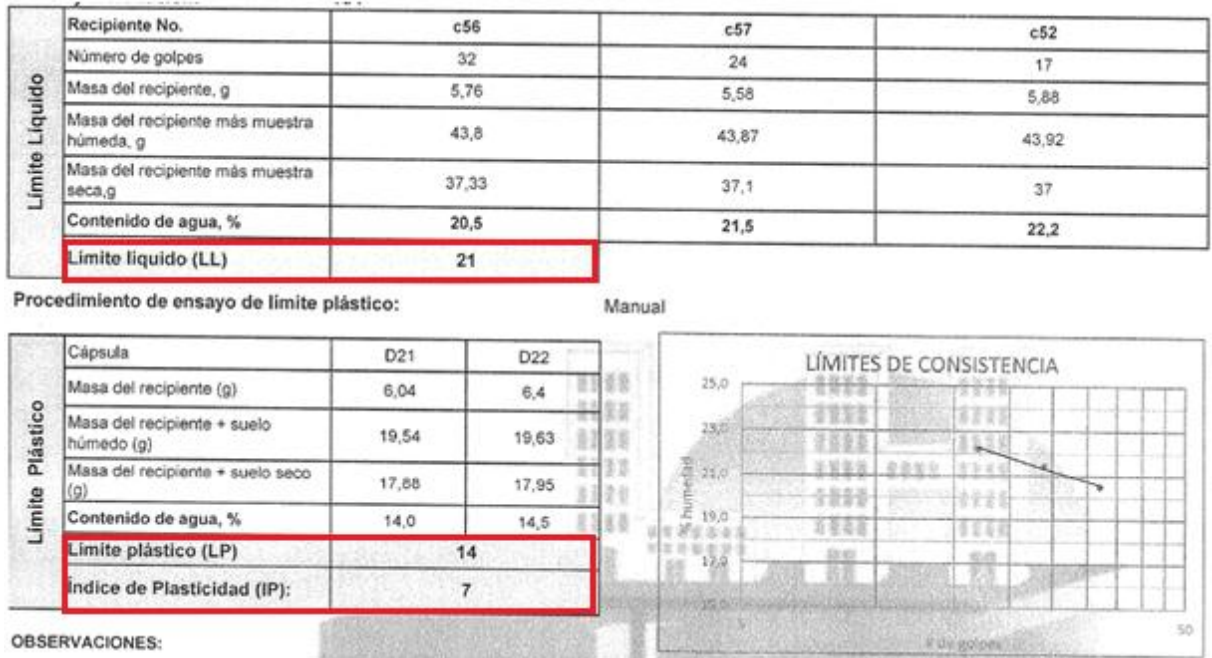 Recipiente No. c56 c57 c52
Número de golpes 32 24 17
Masa del recipiente, g 5,76 5,58 5,88
Masa del recipiente más muestra
húmeda, g 43,8 43,87 43,92
Masa del recipiente más muestra
seca,g 37,33 37,1 37
Contenido de agua, % 20,5 21,5 22,2
Límite líquido (LL) 21
Límite Líquido
Procedimiento de ensayo de límite plástico: Manual
Cápsula D21 D22
Masa del recipiente (g) 6,04 6,4
Masa del recipiente + suelo
húmedo (g) 19,54 19,63
Masa del recipiente + suelo seco
(g) 17,88 17,95
Contenido de agua, % 14,0 14,5
Límite plástico (LP) 14
Índice de Plasticidad (IP): 7
Límite Plástico
LÍMITES DE CONSISTENCIA
25,0
23,0
21,0
19,0
17,0
% humedad
50
# de golpes
OBSERVACIONES: